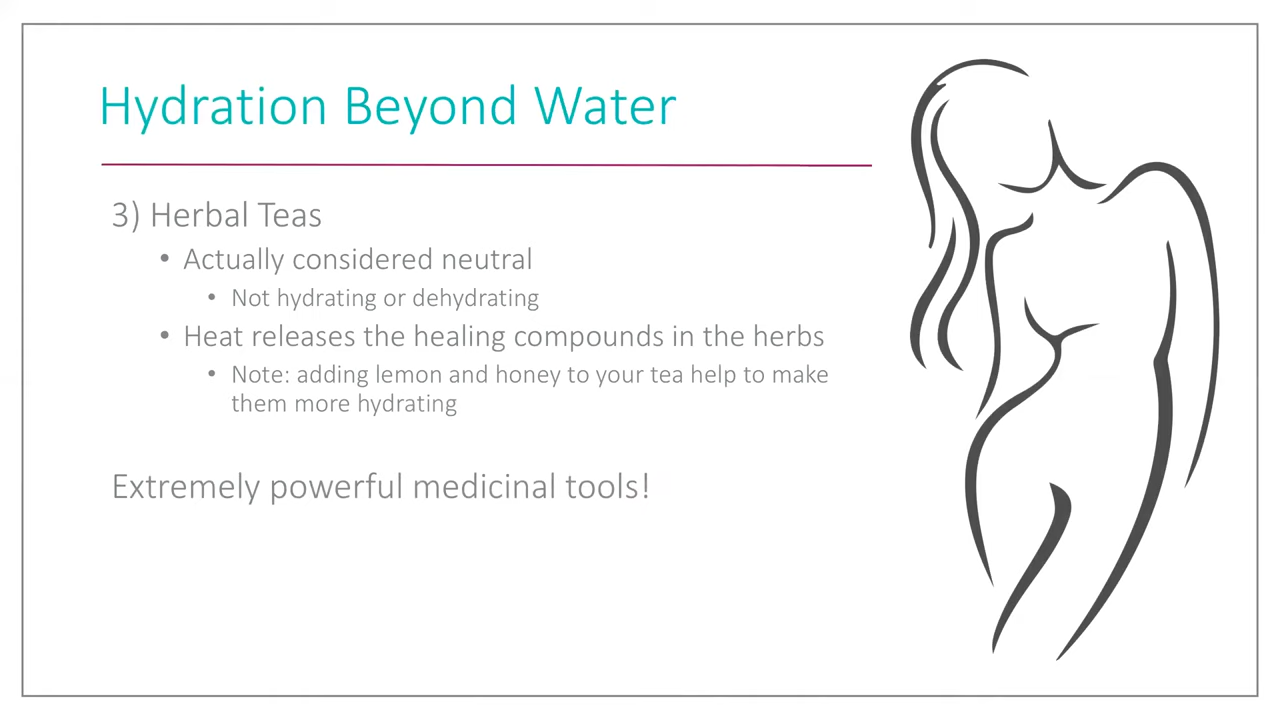 Hydration Beyond Water
3) Herbal Teas
• Actually considered neutral
• Not hydrating or dehydrating
• Heat releases the healing compounds in the herbs
• Note: adding lemon and honey to your tea help to make
them more hydrating
Extremely powerful medicinal tools!